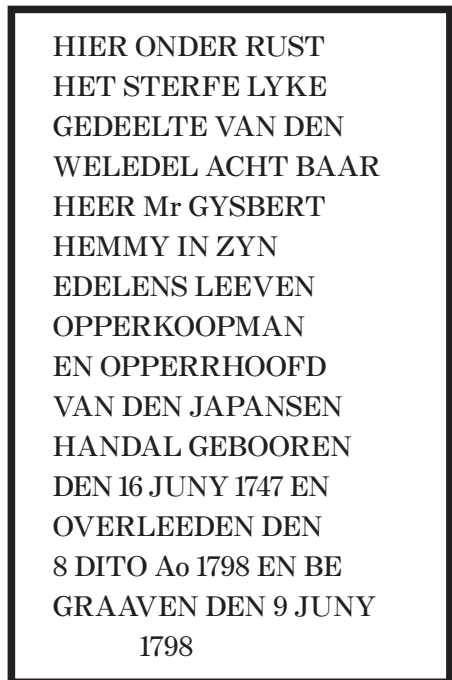 HIER ONDER RUST
HET STERFE LYKE
GEDEELTE VAN DEN
WELEDEL ACHT BAAR
HEER Mr GYSBERT
HEMMY IN ZYN
EDELENS LEEVEN
OPPERKOOPMAN
EN OPPERRHOOFD
VAN DEN JAPANSEN
HANDAL GEBOOREN
DEN 16 JUNY 1747 EN
OVERLEEDEN DEN
8 DITO Ao 1798 EN BE
GRAAVEN DEN 9 JUNY
1798